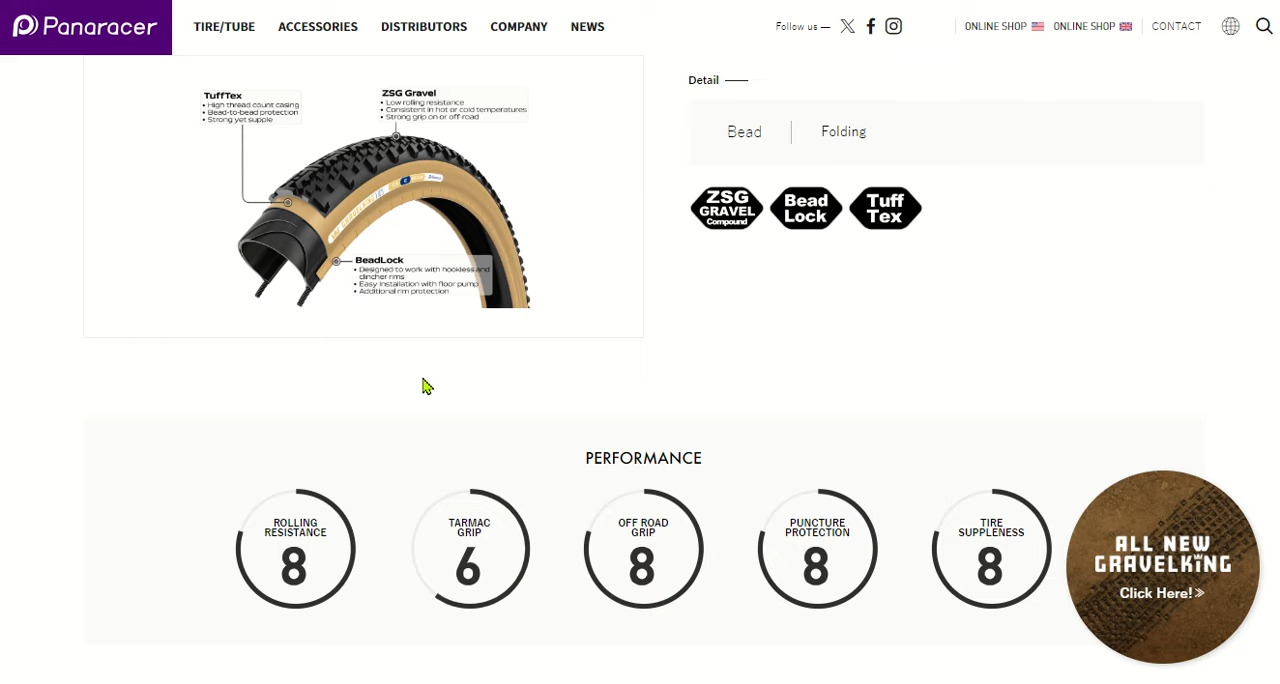 Panaracer
TIRE/TUBE ACCESSORIES DISTRIBUTORS COMPANY NEWS
Follow us —
ONLINE SHOP ONLINE SHOP CONTACT
TuffTex
• High thread count casing
• Bead-to-bead protection
• Strong yet supple
ZSG Gravel
• Low rolling resistance
• Consistent in hot or cold temperatures
• Strong grip on or off-road
BeadLock
• Designed to work with hookless and
clincher rims
• Easy installation with floor pump
• Additional rim protection
Detail
Bead Folding
ZSG
GRAVEL
Compound
Bead
Lock
Tuff
Tex
PERFORMANCE
ROLLING
RESISTANCE
8
TARMAC
GRIP
6
OFF ROAD
GRIP
8
PUNCTURE
PROTECTION
8
TIRE
SUPPLENESS
8
ALL NEW
GRAVELKING
Click Here! »